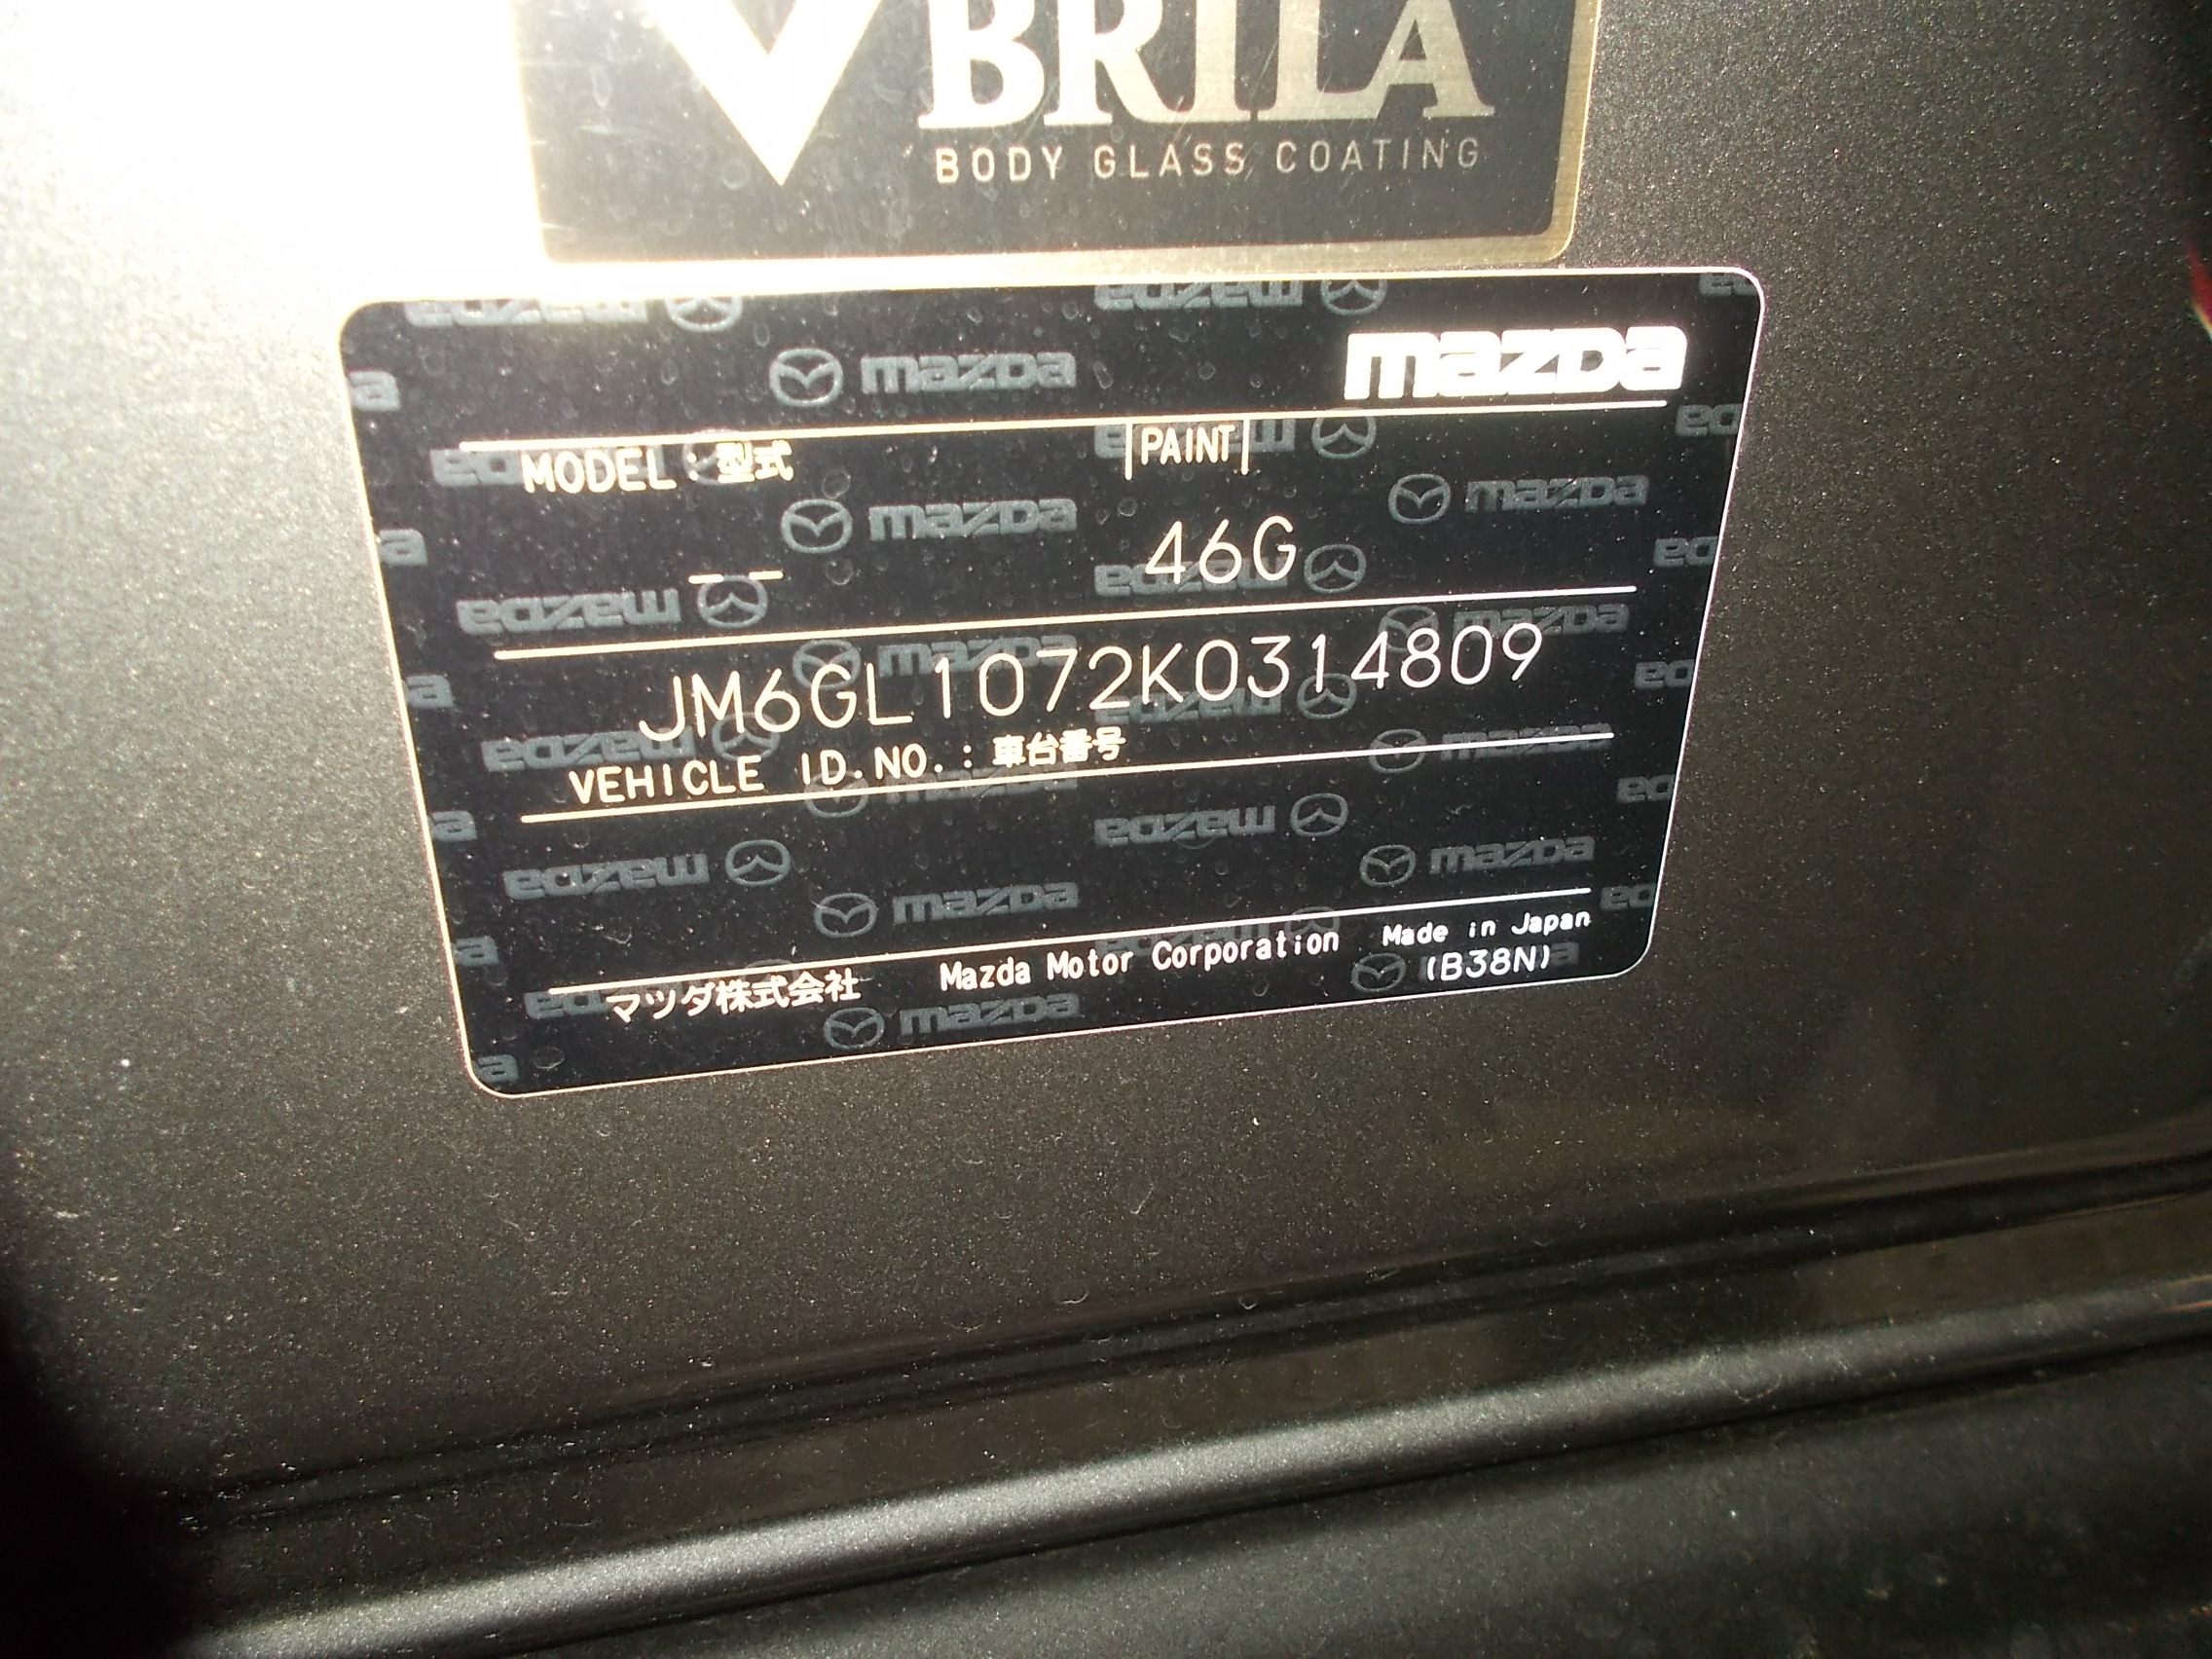 BRILA
BODY GLASS COATING
mazda
MODEL：型式
PAINT
— —
46G
JM6GL1072K0314809
VEHICLE ID.NO.：車台番号
マツダ株式会社 Mazda Motor Corporation Made in Japan
(B38N)